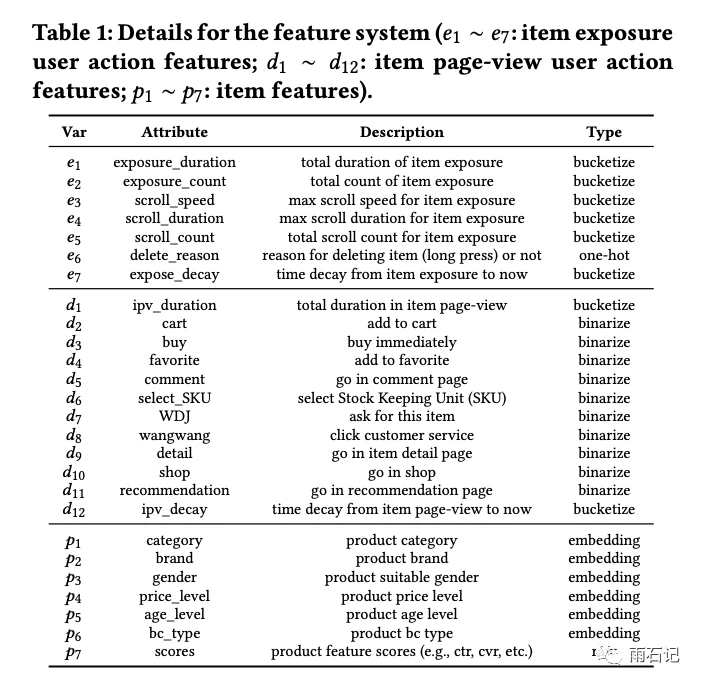 Table 1: Details for the feature system (e1 ∼ e7: item exposure
user action features; d1 ∼ d12: item page-view user action
features; p1 ∼ p7: item features).
Var Attribute Description Type
e1 exposure_duration total duration of item exposure bucketize
e2 exposure_count total count of item exposure bucketize
e3 scroll_speed max scroll speed for item exposure bucketize
e4 scroll_duration max scroll duration for item exposure bucketize
e5 scroll_count total scroll count for item exposure bucketize
e6 delete_reason reason for deleting item (long press) or not one-hot
e7 expose_decay time decay from item exposure to now bucketize
d1 ipv_duration total duration in item page-view bucketize
d2 cart add to cart binarize
d3 buy buy immediately binarize
d4 favorite add to favorite binarize
d5 comment go in comment page binarize
d6 select_SKU select Stock Keeping Unit (SKU) binarize
d7 WDJ ask for this item binarize
d8 wangwang click customer service binarize
d9 detail go in item detail page binarize
d10 shop go in shop binarize
d11 recommendation go in recommendation page binarize
d12 ipv_decay time decay from item page-view to now bucketize
p1 category product category embedding
p2 brand product brand embedding
p3 gender product suitable gender embedding
p4 price_level product price level embedding
p5 age_level product age level embedding
p6 bc_type product bc type embedding
p7 scores product feature scores (e.g., ctr, cvr, etc.)
雨石记